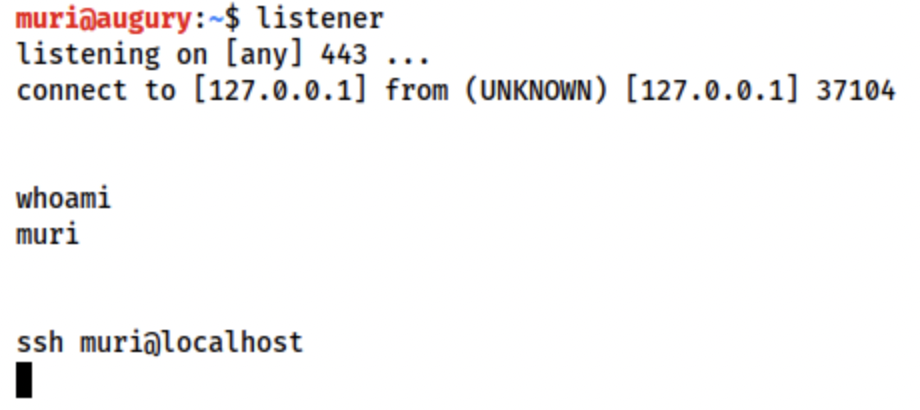 muri@augury:~$ listener
listening on [any] 443 ...
connect to [127.0.0.1] from (UNKNOWN) [127.0.0.1] 37104
whoami
muri
ssh muri@localhost